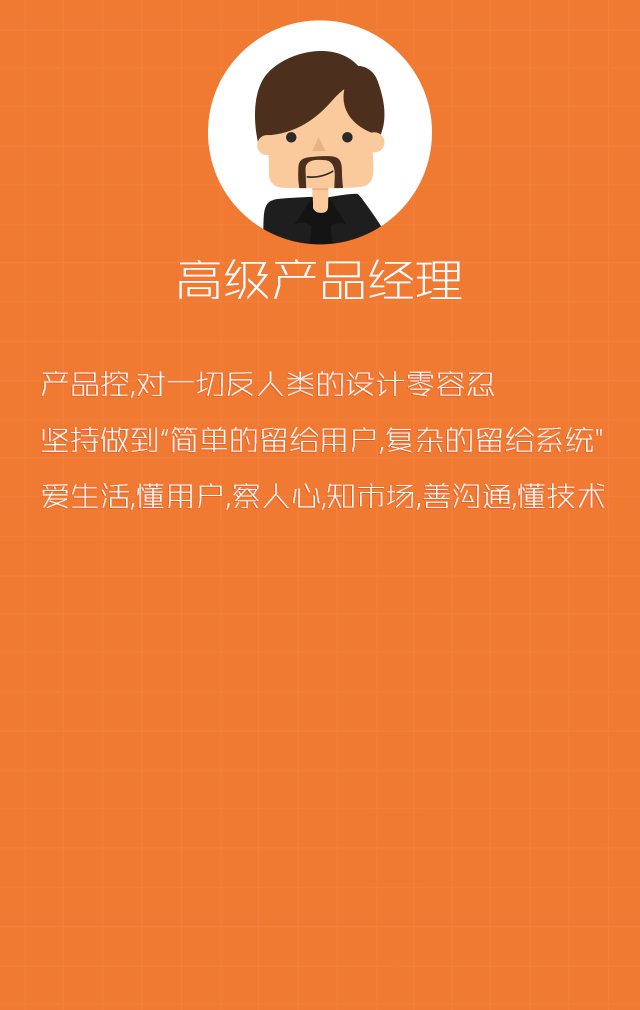 高级产品经理
产品控,对一切反人类的设计零容忍
坚持做到“简单的留给用户,复杂的留给系统"
爱生活,懂用户,察人心,知市场,善沟通,懂技术